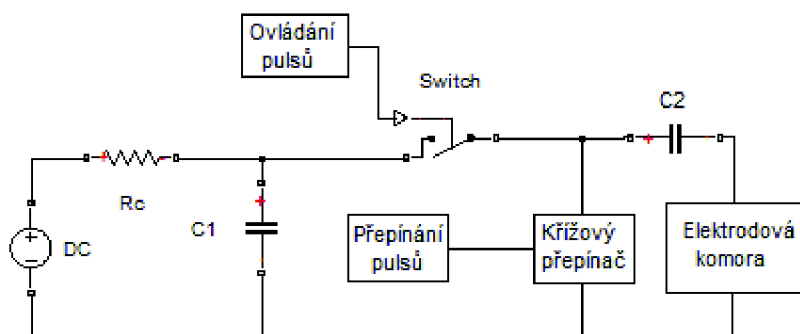 Ovládání
pulsů
Switch
C2
Rc
C1
DC
Přepínání
pulsů
Křížový
přepínač
Elektrodová
komora